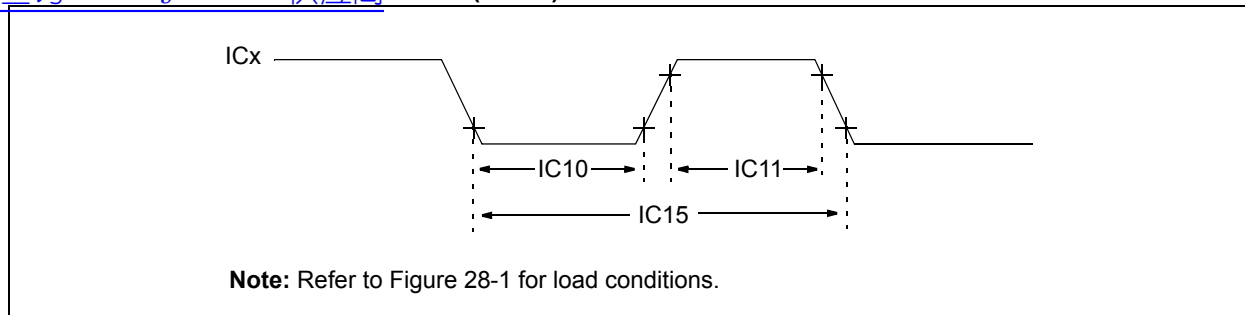 ICx
IC10
IC11
IC15
Note: Refer to Figure 28-1 for load conditions.